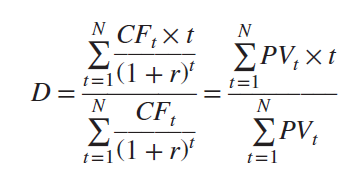 $$D = \frac{\sum_{t=1}^{N} \frac{CF_t \times t}{(1+r)^t}}{\sum_{t=1}^{N} \frac{CF_t}{(1+r)^t}} = \frac{\sum_{t=1}^{N} PV_t \times t}{\sum_{t=1}^{N} PV_t}$$